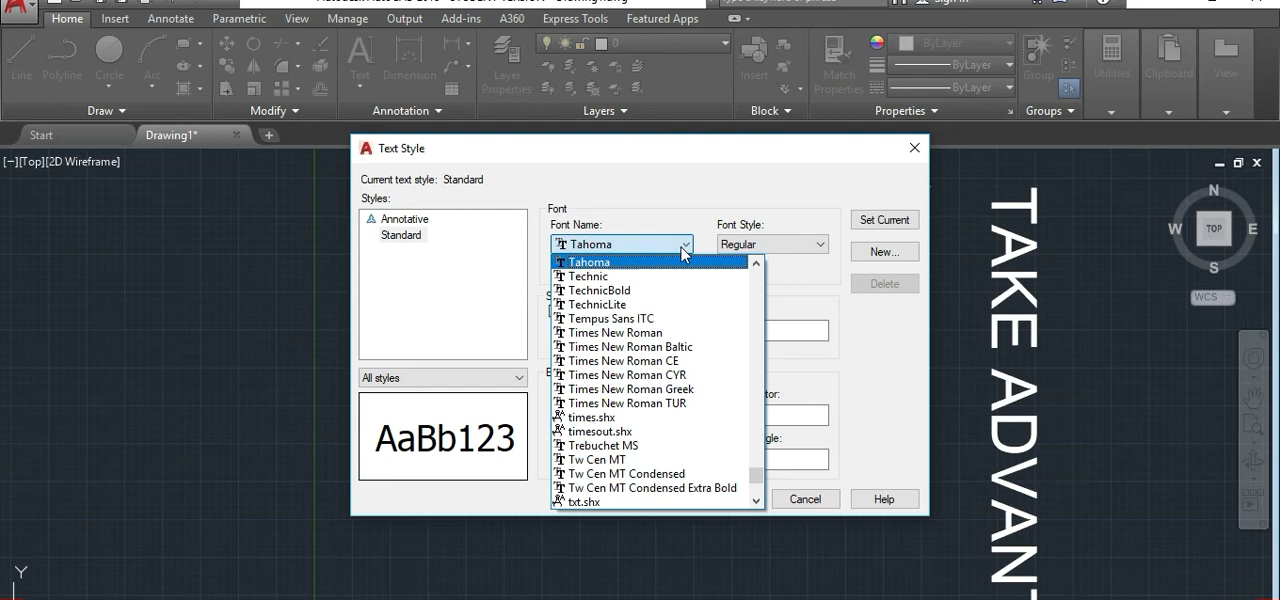 Home Insert Annotate Parametric View Manage Output Add-ins A360 Express Tools Featured Apps
Line Polyline Circle Arc Text Dimension Layer Properties 0 Insert Match Properties ByLayer Group Utilities Clipboard View
ByLayer
ByLayer
Draw Modify Annotation Layers Block Properties Groups
Start Drawing1*
[−][Top][2D Wireframe]
Text Style
Current text style: Standard
Styles:
Annotative
Standard
Font
Font Name:
Font Style:
Tahoma
Regular
Set Current
New...
Delete
Tahoma
Technic
TechnicBold
TechnicLite
Tempus Sans ITC
Times New Roman
Times New Roman Baltic
Times New Roman CE
Times New Roman CYR
Times New Roman Greek
Times New Roman TUR
times.shx
timesout.shx
Trebuchet MS
Tw Cen MT
Tw Cen MT Condensed
Tw Cen MT Condensed Extra Bold
txt.shx
All styles
AaBb123
Cancel
Help
TAKE ADVAN
N
W TOP E
S
WCS
Y